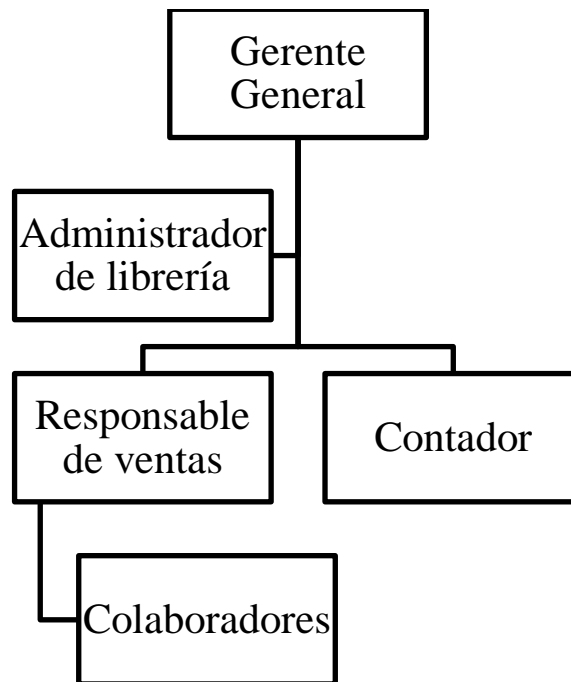 Gerente
General
Administrador
de librería
Responsable
de ventas
Contador
Colaboradores